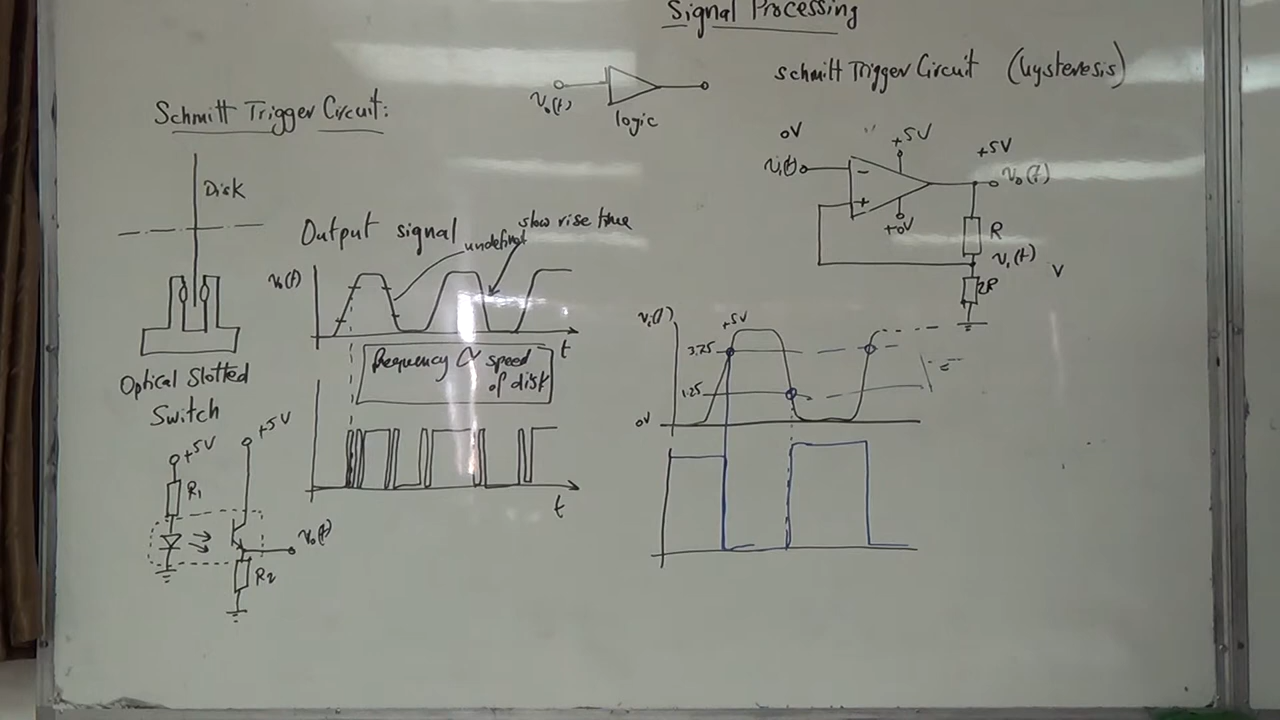 Signal Processing
Schmitt Trigger Circuit:
V₀(t)
logic
Schmitt Trigger Circuit (hysteresis)
Disk
Optical Slotted
Switch
+5V
R₁
+5V
V₀(t)
R₂
Output signal
undefined
slow rise time
V₀(t)
t
frequency α speed
of disk
t
0V
+5V
+5V
Vᵢ(t)
-
+
V₀(t)
+0V
R
V₁(t)
V
2R
Vᵢ(t)
+5V
3.75
1.25
0V